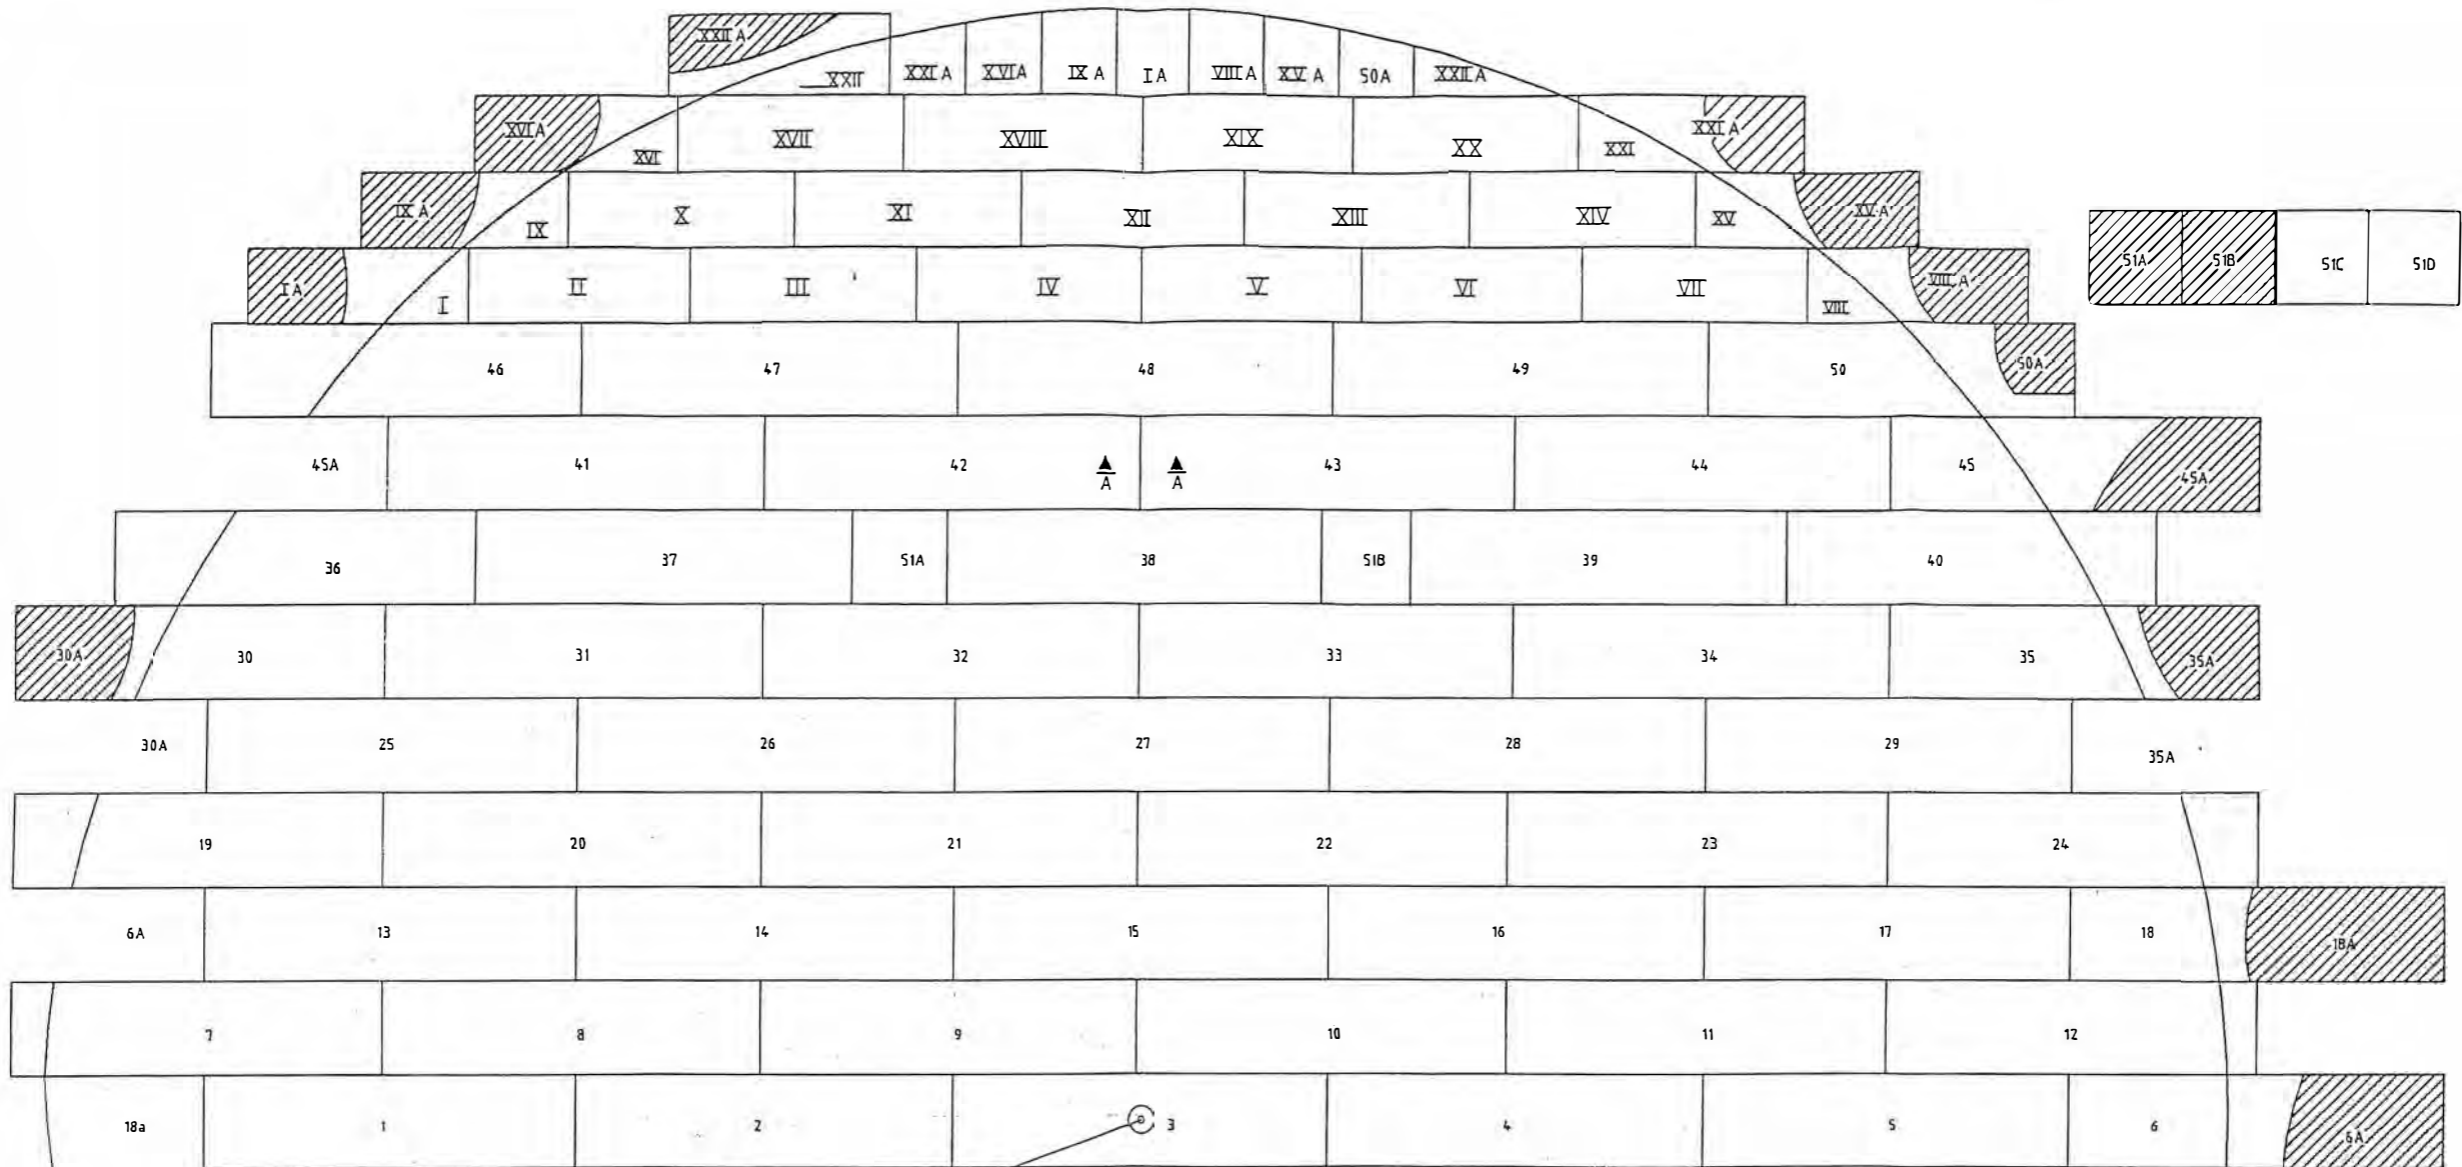 XXII A
XXII XXI A XVI A IX A I A VIII A XV A 50A XXII A
XVI A XVI XVII XVIII XIX XX XXI XXI A
IX A IX X XI XII XIII XIV XV XV A
I A I II III IV V VI VII VIII VIII A
51A 51B 51C 51D
46 47 48 49 50 50A
45A 41 42 43 44 45 45A
A A
36 37 51A 38 51B 39 40
30A 30 31 32 33 34 35 35A
30A 25 26 27 28 29 35A
19 20 21 22 23 24
6A 13 14 15 16 17 18 18A
7 8 9 10 11 12
18a 1 2 3 4 5 6 6A